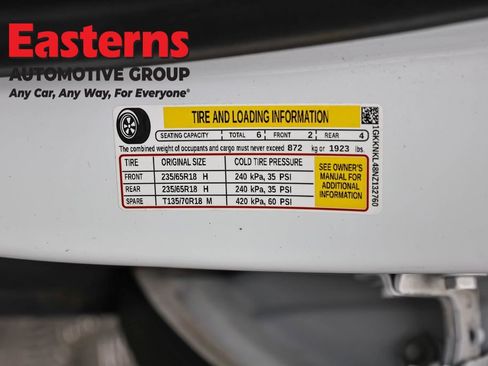 Easterns
AUTOMOTIVE GROUP
Any Car, Any Way, For Everyone®
TIRE AND LOADING INFORMATION
SEATING CAPACITY TOTAL 6 FRONT 2 REAR 4
The combined weight of occupants and cargo must never exceed 872 kg or 1923 lbs.
TIRE ORIGINAL SIZE COLD TIRE PRESSURE
FRONT 235/65R18 H 240 kPa, 35 PSI
REAR 235/65R18 H 240 kPa, 35 PSI
SPARE T135/70R18 M 420 kPa, 60 PSI
SEE OWNER'S
MANUAL FOR
ADDITIONAL
INFORMATION
1GKKNKL48NZ132760